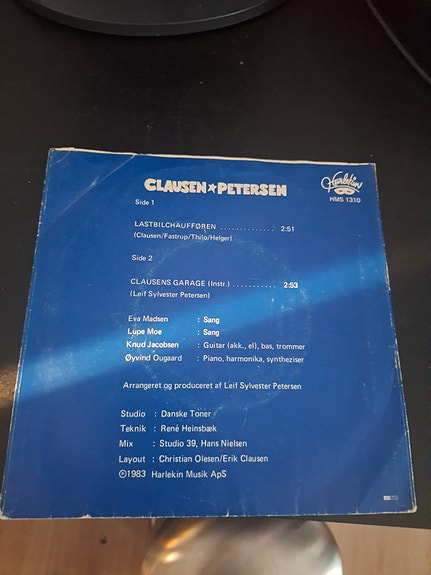 CLAUSEN★PETERSEN
Harlekin
HMS 1310
Side 1
LASTBILCHAUFFØREN .............. 2:51
(Clausen/Fastrup/Thilo/Helger)
Side 2
CLAUSENS GARAGE (Instr.) ........... 2:53
(Leif Sylvester Petersen)
Eva Madsen : Sang
Lupe Moe : Sang
Knud Jacobsen : Guitar (akk., el), bas, trommer
Øyvind Ougaard : Piano, harmonika, syntheziser
Arrangeret og produceret af Leif Sylvester Petersen
Studio : Danske Toner
Teknik : René Heinsbæk
Mix : Studio 39, Hans Nielsen
Layout : Christian Olesen/Erik Clausen
℗1983 Harlekin Musik ApS